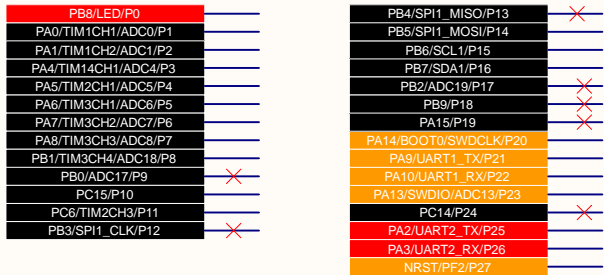 PB8/LED/P0
PA0/TIM1CH1/ADC0/P1
PA1/TIM1CH2/ADC1/P2
PA4/TIM14CH1/ADC4/P3
PA5/TIM2CH1/ADC5/P4
PA6/TIM3CH1/ADC6/P5
PA7/TIM3CH2/ADC7/P6
PA8/TIM3CH3/ADC8/P7
PB1/TIM3CH4/ADC18/P8
PB0/ADC17/P9
PC15/P10
PC6/TIM2CH3/P11
PB3/SPI1_CLK/P12
PB4/SPI1_MISO/P13
PB5/SPI1_MOSI/P14
PB6/SCL1/P15
PB7/SDA1/P16
PB2/ADC19/P17
PB9/P18
PA15/P19
PA14/BOOT0/SWDCLK/P20
PA9/UART1_TX/P21
PA10/UART1_RX/P22
PA13/SWDIO/ADC13/P23
PC14/P24
PA2/UART2_TX/P25
PA3/UART2_RX/P26
NRST/PF2/P27